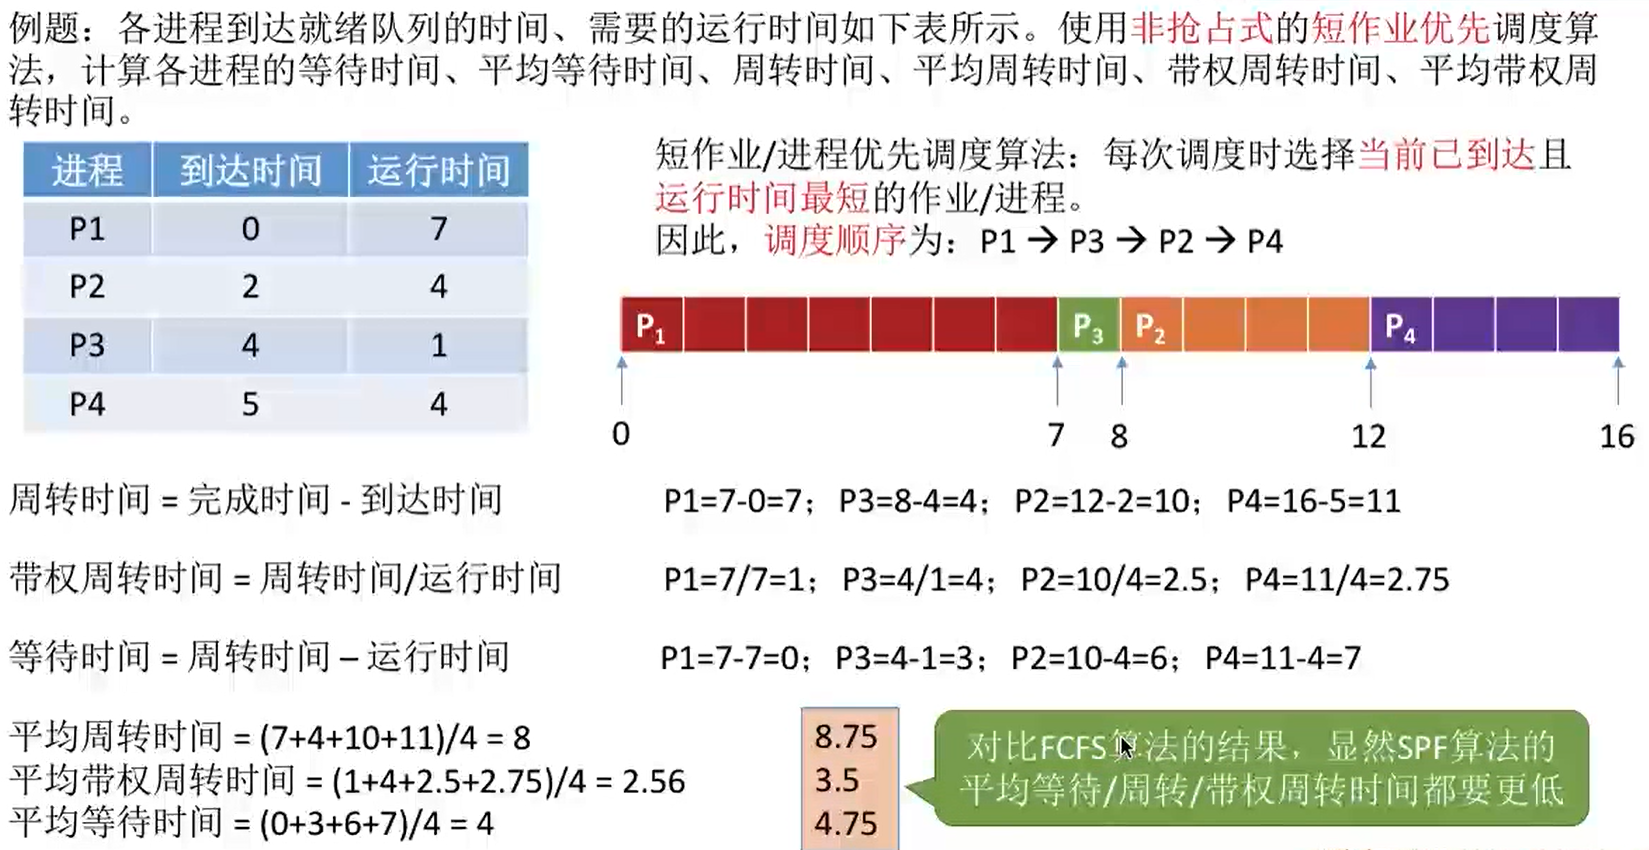 例题：各进程到达就绪队列的时间、需要的运行时间如下表所示。使用非抢占式的短作业优先调度算
法，计算各进程的等待时间、平均等待时间、周转时间、平均周转时间、带权周转时间、平均带权周
转时间。
进程 到达时间 运行时间
P1 0 7
P2 2 4
P3 4 1
P4 5 4
短作业/进程优先调度算法：每次调度时选择当前已到达且
运行时间最短的作业/进程。
因此，调度顺序为：P1 → P3 → P2 → P4
P1 P3 P2 P4
0 7 8 12 16
周转时间 = 完成时间 - 到达时间 P1=7-0=7；P3=8-4=4；P2=12-2=10；P4=16-5=11
带权周转时间 = 周转时间/运行时间 P1=7/7=1；P3=4/1=4；P2=10/4=2.5；P4=11/4=2.75
等待时间 = 周转时间 – 运行时间 P1=7-7=0；P3=4-1=3；P2=10-4=6；P4=11-4=7
平均周转时间 = (7+4+10+11)/4 = 8
平均带权周转时间 = (1+4+2.5+2.75)/4 = 2.56
平均等待时间 = (0+3+6+7)/4 = 4
8.75
3.5
4.75
对比FCFS算法的结果，显然SPF算法的
平均等待/周转/带权周转时间都要更低